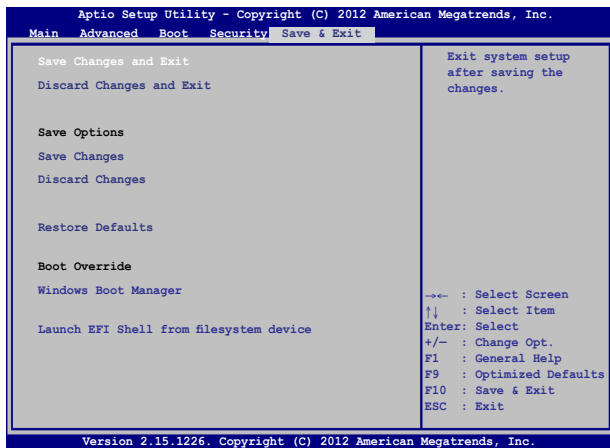 Aptio Setup Utility - Copyright (C) 2012 American Megatrends, Inc.
Main Advanced Boot Security Save & Exit
Save Changes and Exit
Discard Changes and Exit
Save Options
Save Changes
Discard Changes
Restore Defaults
Boot Override
Windows Boot Manager
Launch EFI Shell from filesystem device
Exit system setup
after saving the
changes.
→← : Select Screen
↑↓ : Select Item
Enter: Select
+/— : Change Opt.
F1 : General Help
F9 : Optimized Defaults
F10 : Save & Exit
ESC : Exit
Version 2.15.1226. Copyright (C) 2012 American Megatrends, Inc.